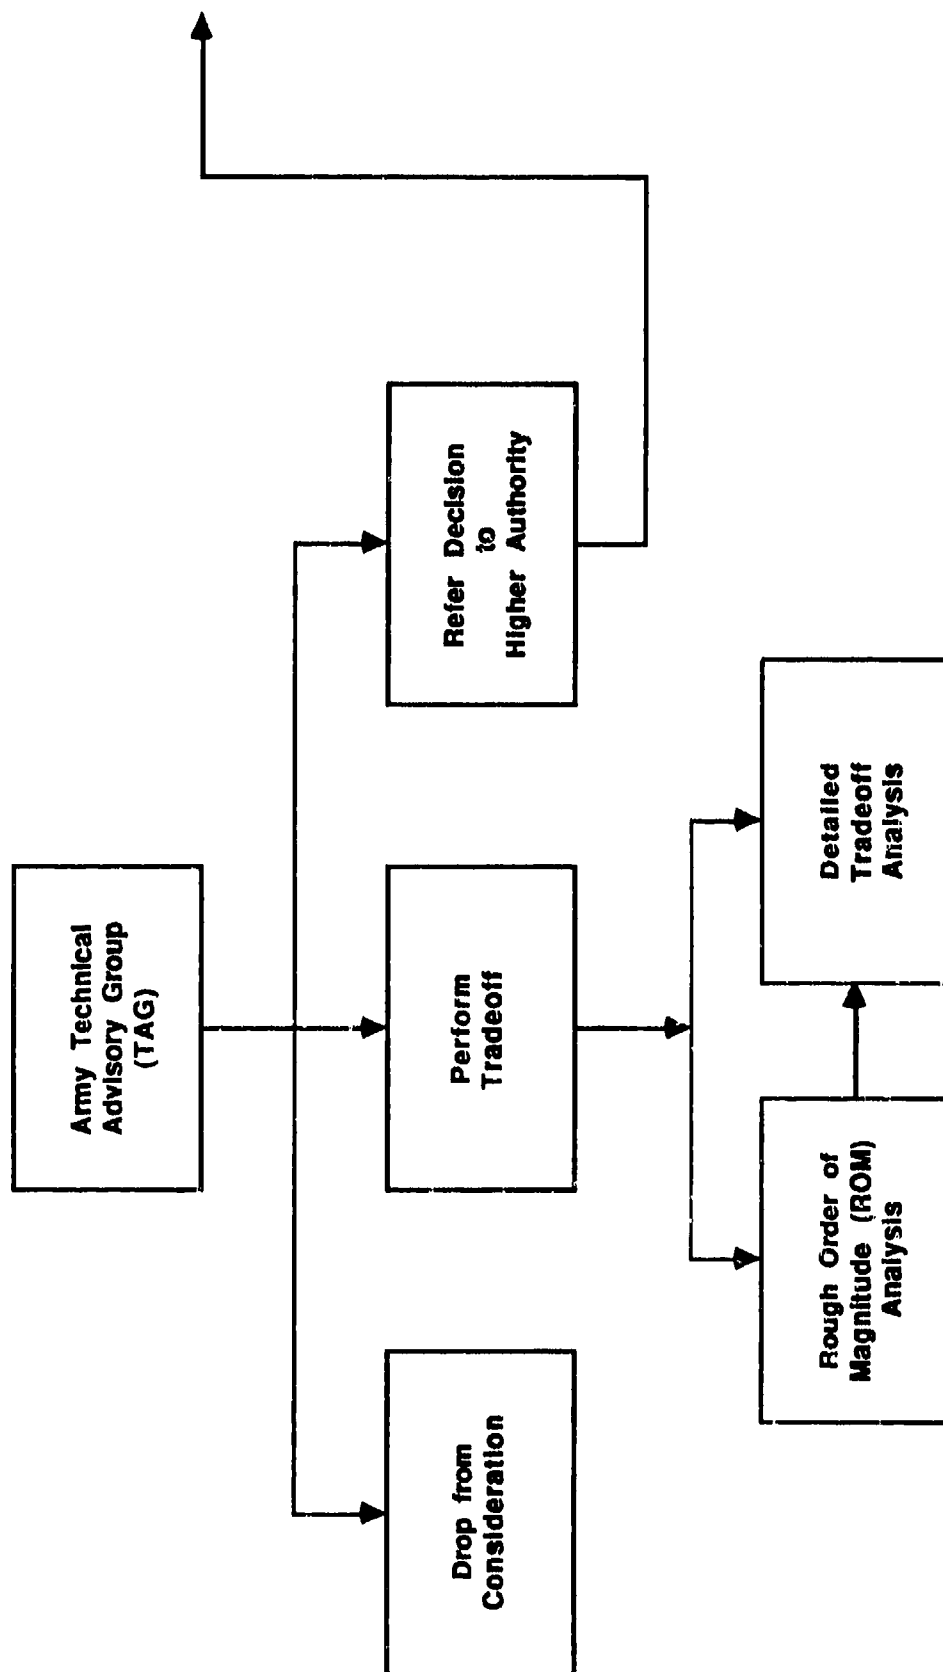 Army Technical
Advisory Group
(TAG)
Drop from
Consideration
Perform
Tradeoff
Refer Decision
to
Higher Authority
Rough Order of
Magnitude (ROM)
Analysis
Detailed
Tradeoff
Analysis